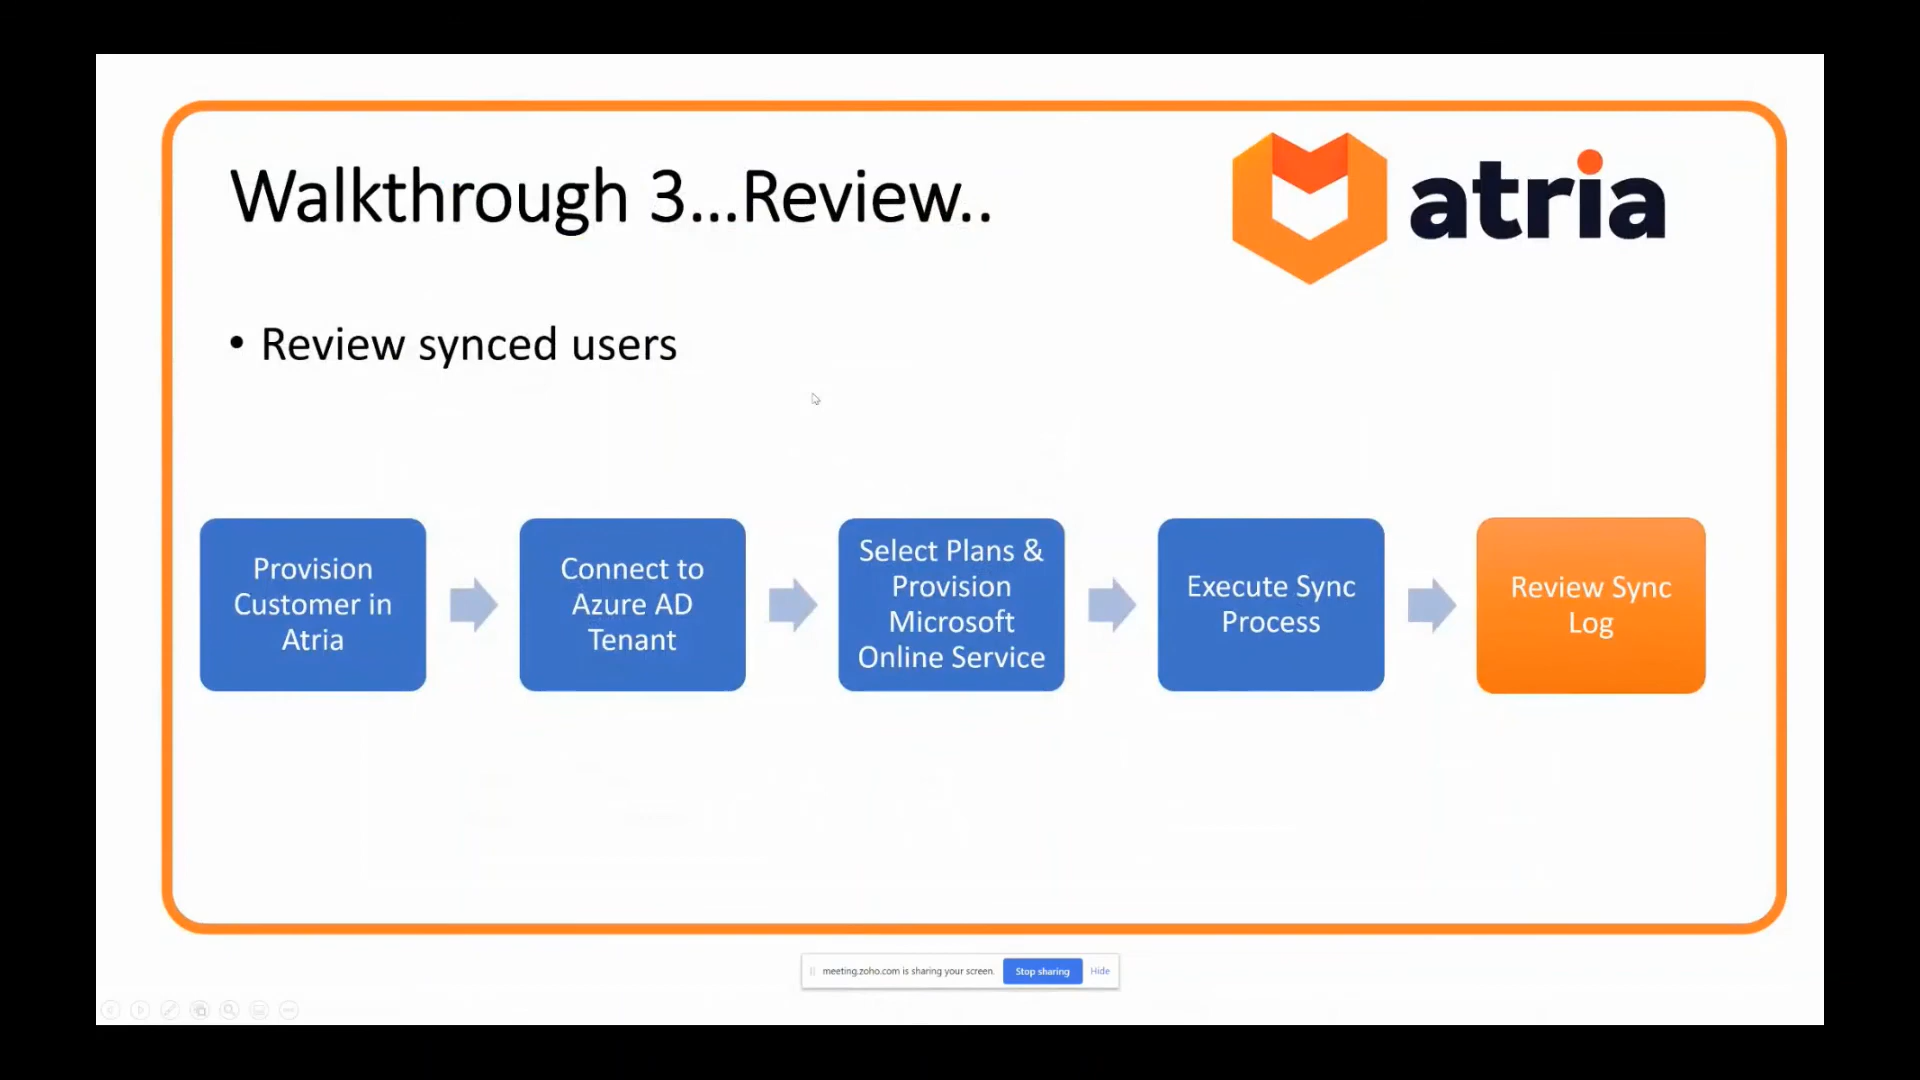 Walkthrough 3...Review..
atria
• Review synced users
Provision
Customer in
Atria
Connect to
Azure AD
Tenant
Select Plans &
Provision
Microsoft
Online Service
Execute Sync
Process
Review Sync
Log
meeting.zoho.com is sharing your screen. Stop sharing Hide